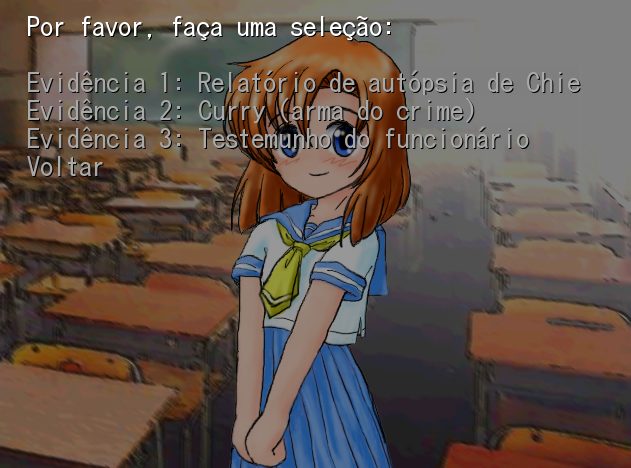 Por favor, faça uma seleção:
Evidência 1: Relatório de autópsia de Chie
Evidência 2: Curry (arma do crime)
Evidência 3: Testemunho do funcionário
Voltar